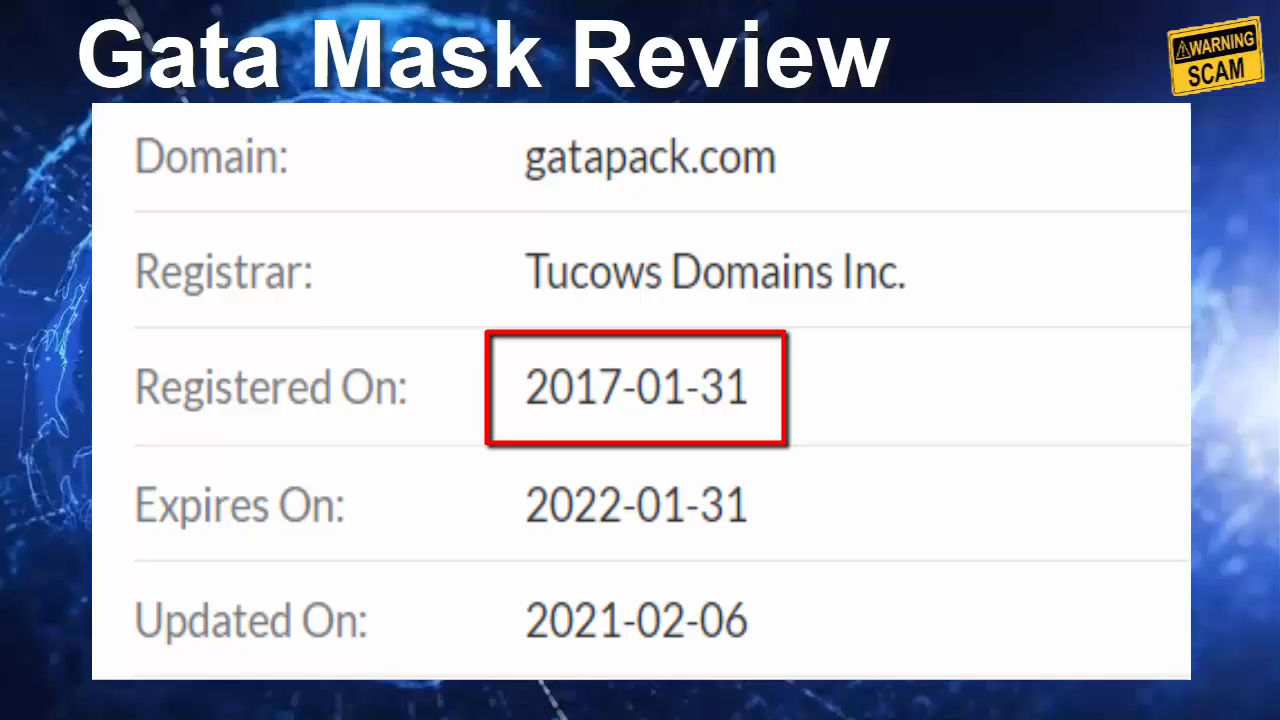 Gata Mask Review
WARNING
SCAM
Domain: gatapack.com
Registrar: Tucows Domains Inc.
Registered On: 2017-01-31
Expires On: 2022-01-31
Updated On: 2021-02-06